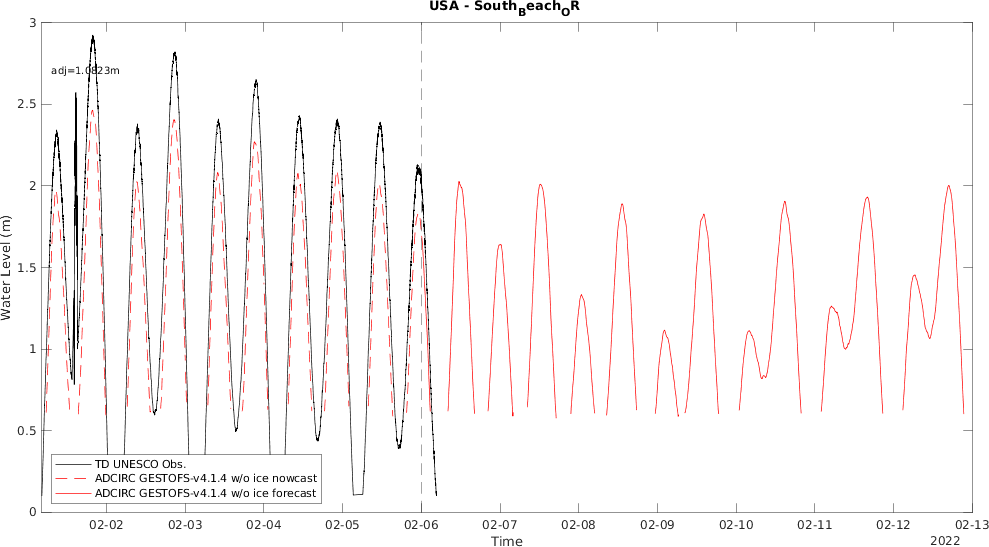 USA - SouthBeachOR
adj=1.0823m
3
2.5
2
1.5
1
0.5
0
Water Level (m)
TD UNESCO Obs.
ADCIRC GESTOFS-v4.1.4 w/o ice nowcast
ADCIRC GESTOFS-v4.1.4 w/o ice forecast
02-02 02-03 02-04 02-05 02-06 02-07 02-08 02-09 02-10 02-11 02-12 02-13
Time
2022